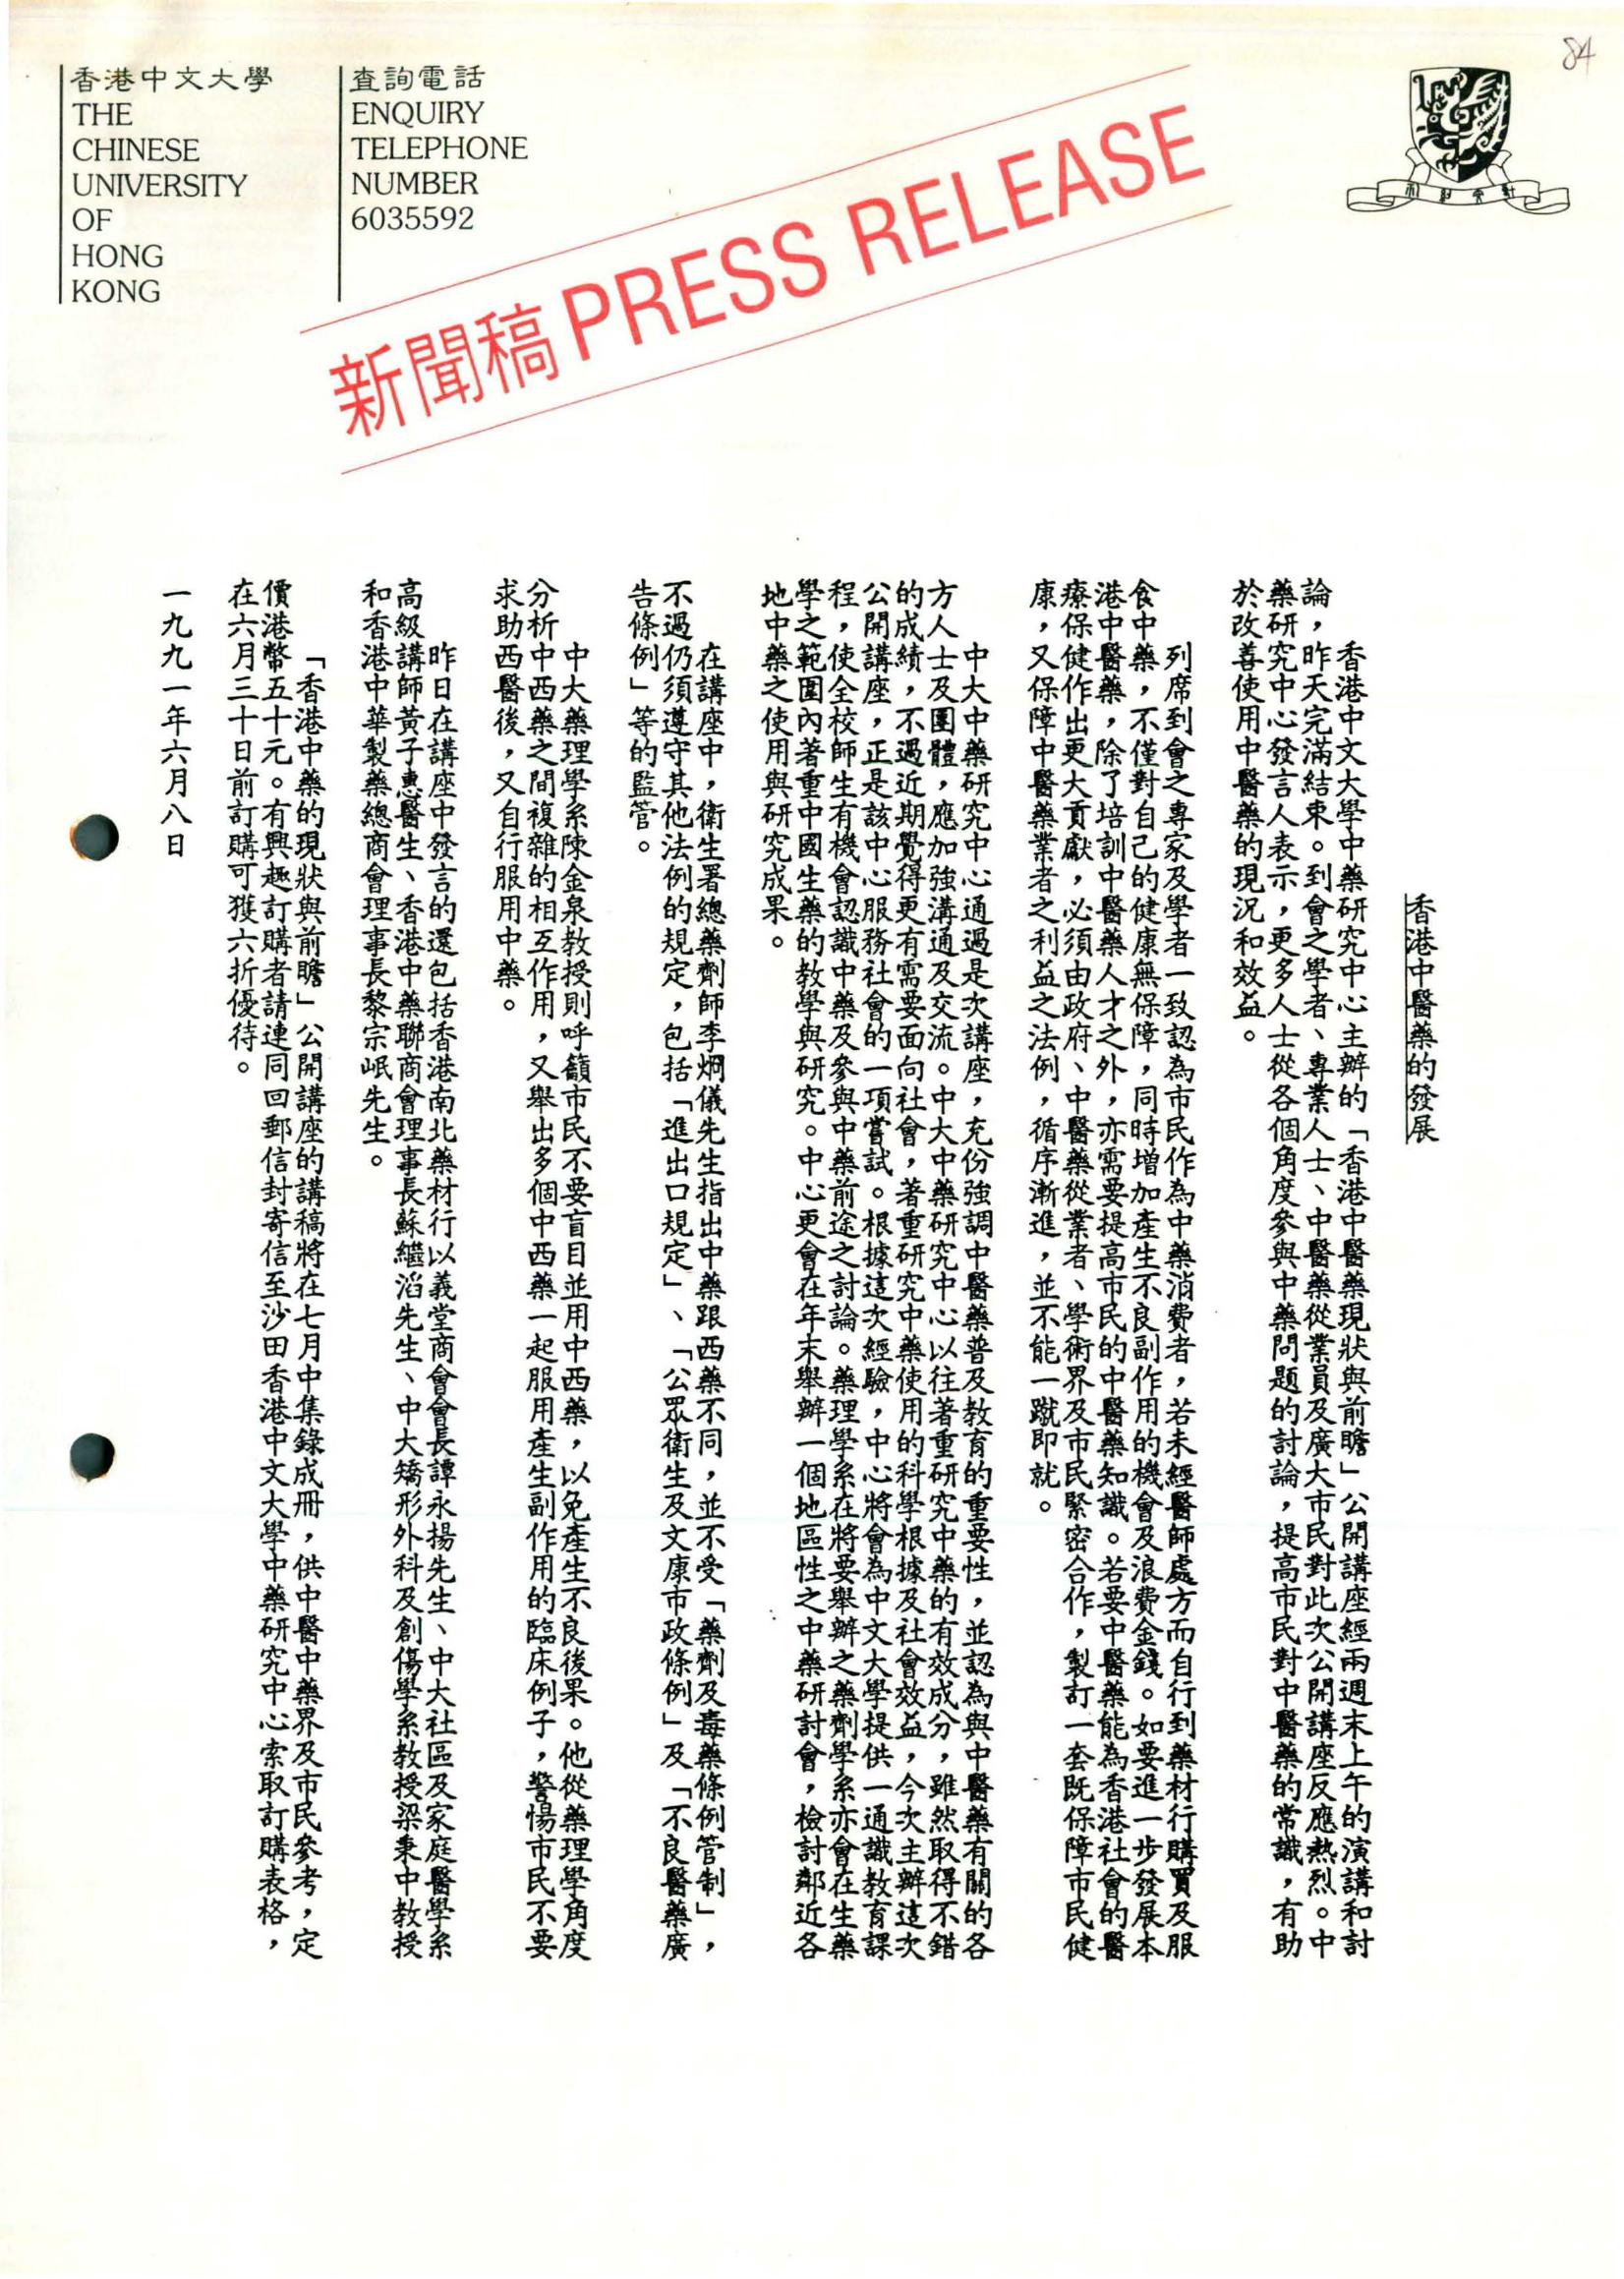 84
香港中文大學
THE
CHINESE
UNIVERSITY
OF
HONG
KONG
查詢電話
ENQUIRY
TELEPHONE
NUMBER
6035592
新聞稿 PRESS RELEASE
香港中醫藥的發展
香港中文大學中藥研究中心主辦的「香港中醫藥現狀與前瞻」公開講座經兩週末上午的演講和討
論，昨天完滿結束。到會之學者、專業人士、中醫藥從業員及廣大市民對此次公開講座反應熱烈。中
藥研究中心發言人表示，更多人士從各個角度參與中藥問題的討論，提高市民對中醫藥的常識，有助
於改善使用中醫藥的現況和效益。
列席到會之專家及學者一致認為市民作為中藥消費者，若未經醫師處方而自行到藥材行購買及服
食中藥，不僅對自己的健康無保障，同時增加產生不良副作用的機會及浪費金錢。如要進一步發展本
港中醫藥，除了培訓中醫藥人才之外，亦需要提高市民的中醫藥知識。若要中醫藥能為香港社會的醫
療保健作出更大貢獻，必須由政府、中醫藥從業者、學術界及市民緊密合作，製訂一套既保障市民健
康，又保障中醫藥業者之利益之法例，循序漸進，並不能一蹴即就。
中大中藥研究中心通過是次講座，充份強調中醫藥普及教育的重要性，並認為與中醫藥有關的各
方人士及團體，應加強溝通及交流。中大中藥研究中心以往著重研究中藥的有效成分，雖然取得不錯
的成績，不過近期覺得更有需要面向社會，著重研究中藥使用的科學根據及社會效益，今次主辦這次
公開講座，正是該中心服務社會的一項嘗試。根據這次經驗，中心將會為中文大學提供一通識教育課
程，使全校師生有機會認識中藥及參與中藥前途之討論。藥理學系在將要舉辦之藥劑學系亦會在生藥
學之範圍內著重中國生藥的教學與研究。中心更會在年末舉辦一個地區性之中藥研討會，檢討鄰近各
地中藥之使用與研究成果。
在講座中，衛生署總藥劑師李炯儀先生指出中藥跟西藥不同，並不受「藥劑及毒藥條例管制」，
不過仍須遵守其他法例的規定，包括「進出口規定」、「公眾衛生及文康市政條例」及「不良醫藥廣
告條例」等的監管。
中大藥理學系陳金泉教授則呼籲市民不要盲目並用中西藥，以免產生不良後果。他從藥理學角度
分析中西藥之間複雜的相互作用，又舉出多個中西藥一起服用產生副作用的臨床例子，警惕市民不要
求助西醫後，又自行服用中藥。
昨日在講座中發言的還包括香港南北藥材行以義堂商會會長譚永揚先生、中大社區及家庭醫學系
高級講師黃子惠醫生、香港中藥聯商會理事長蘇繼滔先生、中大矯形外科及創傷學系教授梁秉中教授
和香港中華製藥總商會理事長黎宗岷先生。
「香港中藥的現狀與前瞻」公開講座的講稿將在七月中集錄成冊，供中醫中藥界及市民參考，定
價港幣五十元。有興趣訂購者請連同回郵信封寄信至沙田香港中文大學中藥研究中心索取訂購表格，
在六月三十日前訂購可獲六折優待。
一九九一年六月八日